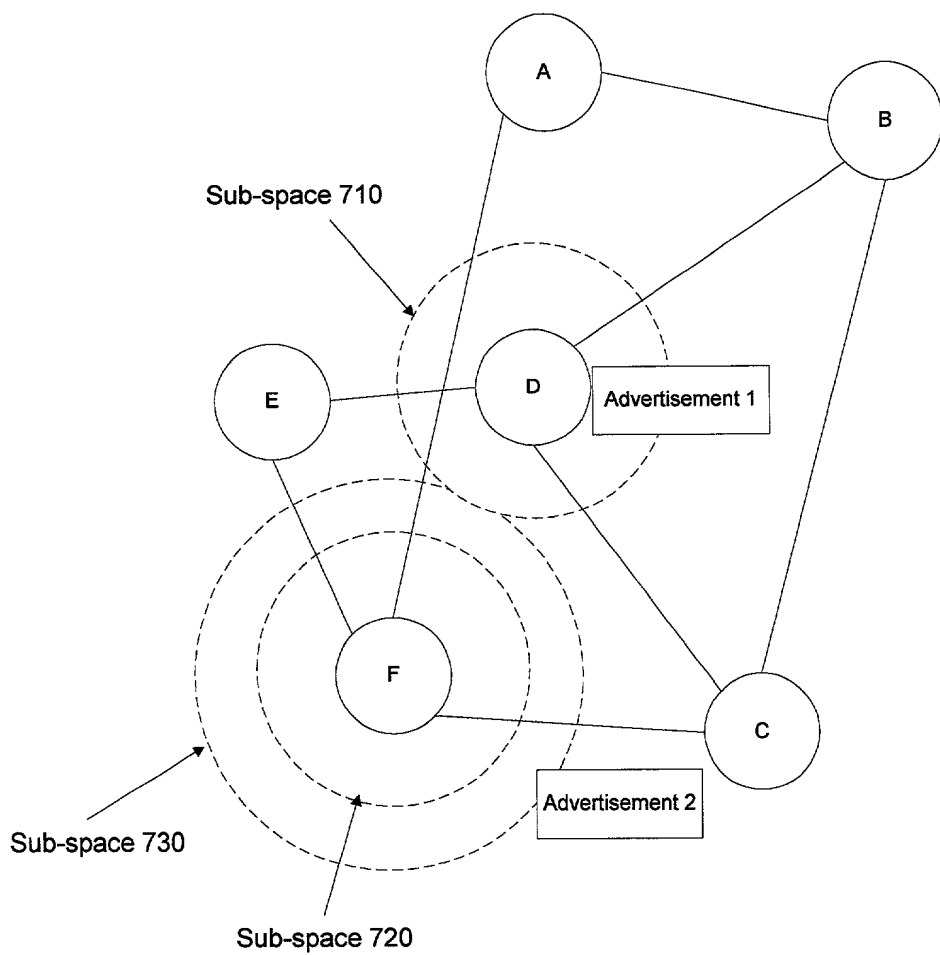 A
B
Sub-space 710
D
Advertisement 1
E
F
C
Advertisement 2
Sub-space 730
Sub-space 720